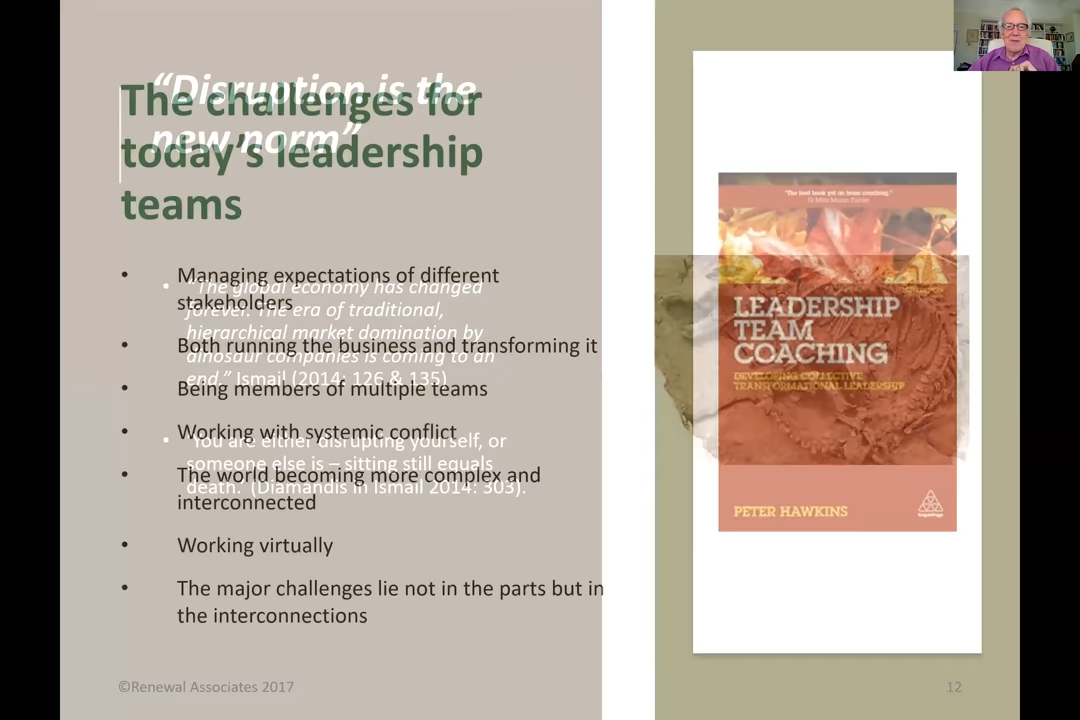 “Disruption is the
new norm”
The challenges for
today’s leadership
teams
• Managing expectations of different
stakeholders
• Both running the business and transforming it
• Being members of multiple teams
• Working with systemic conflict
• The world becoming more complex and
interconnected
• Working virtually
• The major challenges lie not in the parts but in
the interconnections
• “The global economy has changed
forever. The era of traditional,
hierarchical market domination by
dinosaur companies is coming to an
end.” Ismail (2014: 126 & 135)
• ‘You are either disrupting yourself, or
someone else is – sitting still equals
death.’ (Diamandis in Ismail 2014: 303).
"The best book yet on team coaching."
LEADERSHIP
TEAM
COACHING
DEVELOPING COLLECTIVE
TRANSFORMATIONAL LEADERSHIP
PETER HAWKINS
©Renewal Associates 2017
12